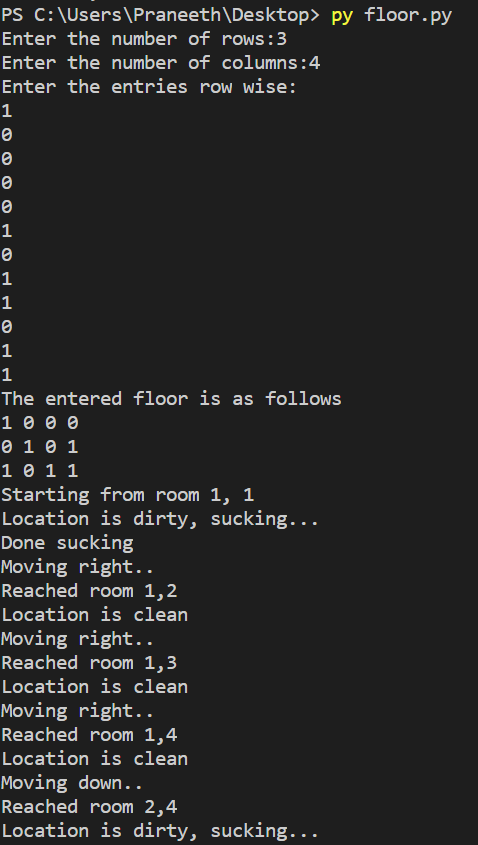 PS C:\Users\Praneeth\Desktop> py floor.py
Enter the number of rows:3
Enter the number of columns:4
Enter the entries row wise:
1
0
0
0
0
1
0
1
1
0
1
1
The entered floor is as follows
1 0 0 0
0 1 0 1
1 0 1 1
Starting from room 1, 1
Location is dirty, sucking...
Done sucking
Moving right..
Reached room 1,2
Location is clean
Moving right..
Reached room 1,3
Location is clean
Moving right..
Reached room 1,4
Location is clean
Moving down..
Reached room 2,4
Location is dirty, sucking...